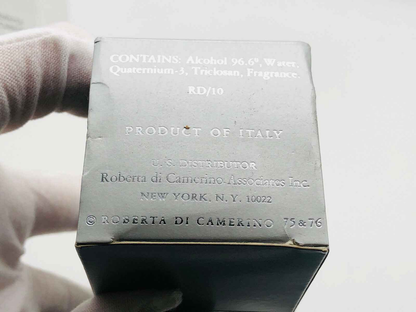 CONTAINS: Alcohol 96.6°, Water
Quaternium-5, Triclosan, Fragrance
RD/10
PRODUCT OF ITALY
U. S. DISTRIBUTOR
Roberta di Camerino Associates Inc.
NEW YORK, N. Y. 10022
© ROBERTA DI CAMERINO 75 & 76